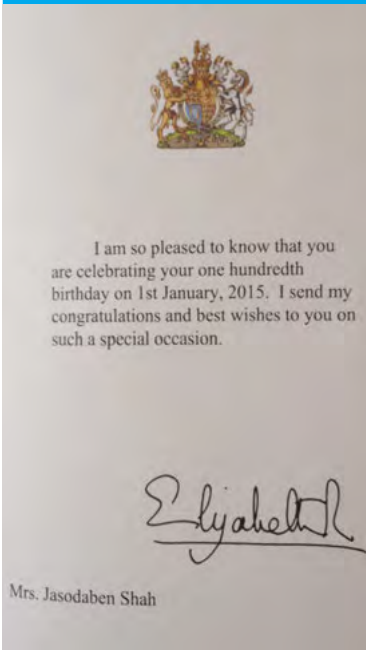 I am so pleased to know that you
are celebrating your one hundredth
birthday on 1st January, 2015. I send my
congratulations and best wishes to you on
such a special occasion.
Elizabeth R
Mrs. Jasodaben Shah